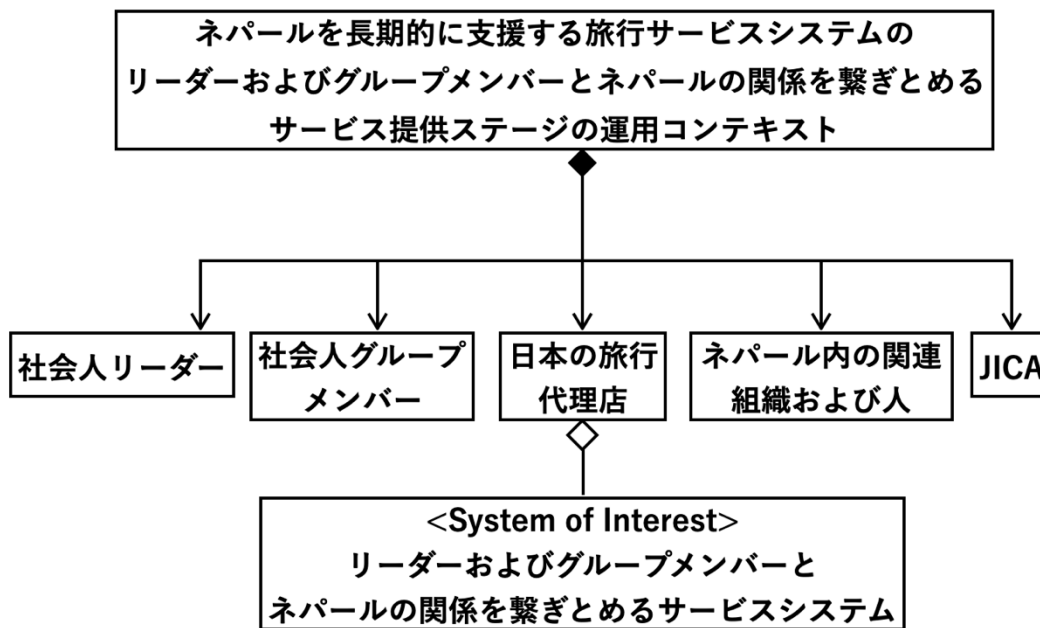 ネパールを長期的に支援する旅行サービスシステムの
リーダーおよびグループメンバーとネパールの関係を繋ぎとめる
サービス提供ステージの運用コンテキスト
社会人リーダー
社会人グループ
メンバー
日本の旅行
代理店
ネパール内の関連
組織および人
JICA
<System of Interest>
リーダーおよびグループメンバーと
ネパールの関係を繋ぎとめるサービスシステム